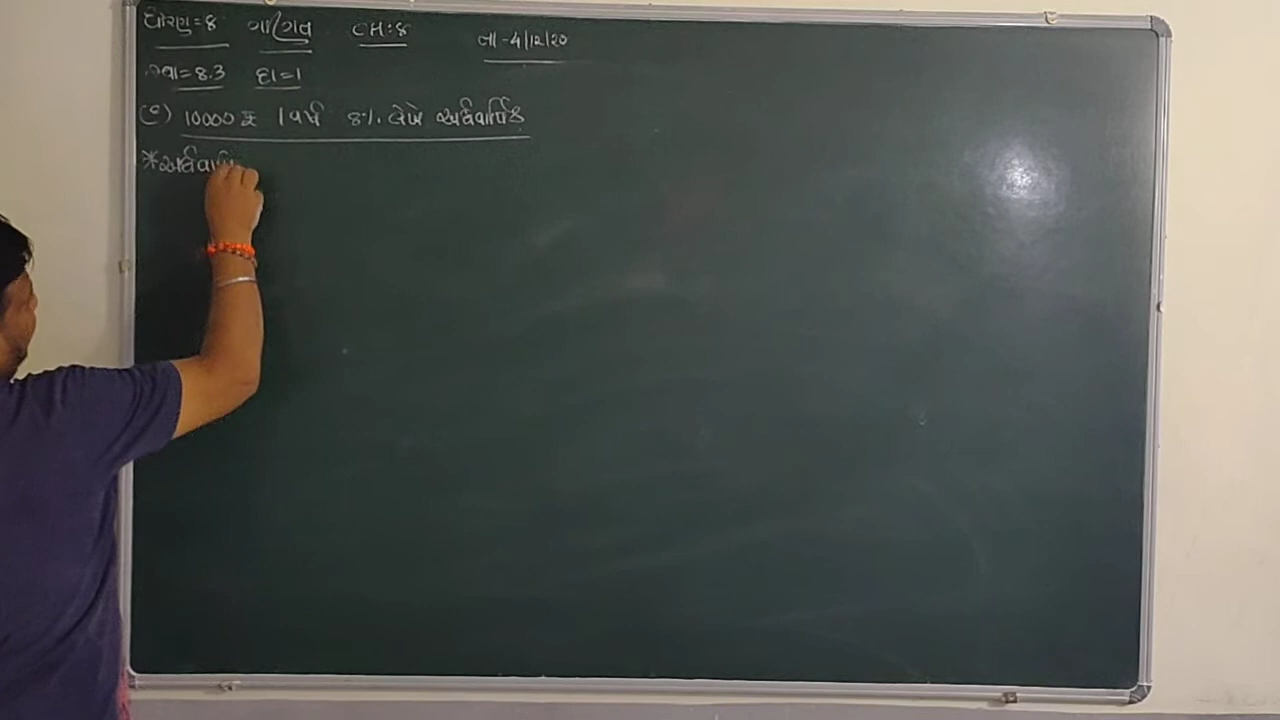 ધોરણ=8 ગણિત CH:8 તા-4/12/20
સ્વા=8.3 દા=1
(e) 10000 ₹ 1 વર્ષ 8% લેખે અર્ધવાર્ષિક
*અર્ધવાર્ષિ